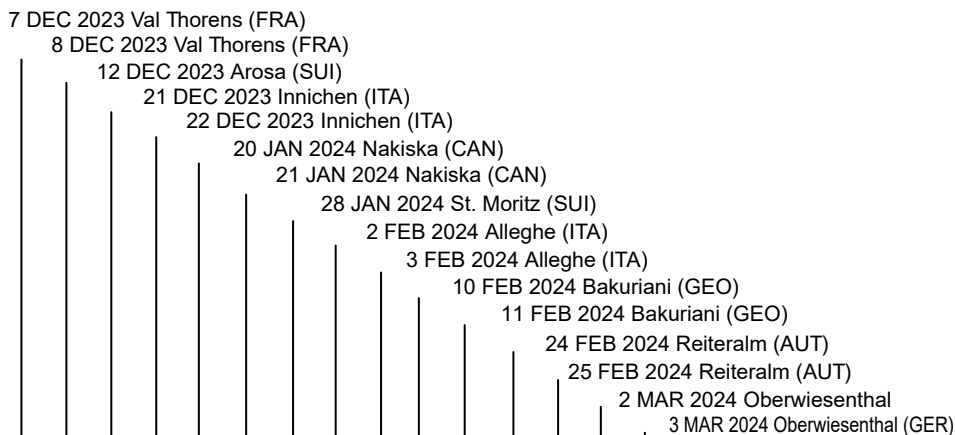 7 DEC 2023 Val Thorens (FRA)
8 DEC 2023 Val Thorens (FRA)
12 DEC 2023 Arosa (SUI)
21 DEC 2023 Innichen (ITA)
22 DEC 2023 Innichen (ITA)
20 JAN 2024 Nakiska (CAN)
21 JAN 2024 Nakiska (CAN)
28 JAN 2024 St. Moritz (SUI)
2 FEB 2024 Alleghe (ITA)
3 FEB 2024 Alleghe (ITA)
10 FEB 2024 Bakuriani (GEO)
11 FEB 2024 Bakuriani (GEO)
24 FEB 2024 Reiteralm (AUT)
25 FEB 2024 Reiteralm (AUT)
2 MAR 2024 Oberwiesenthal
3 MAR 2024 Oberwiesenthal (GER)